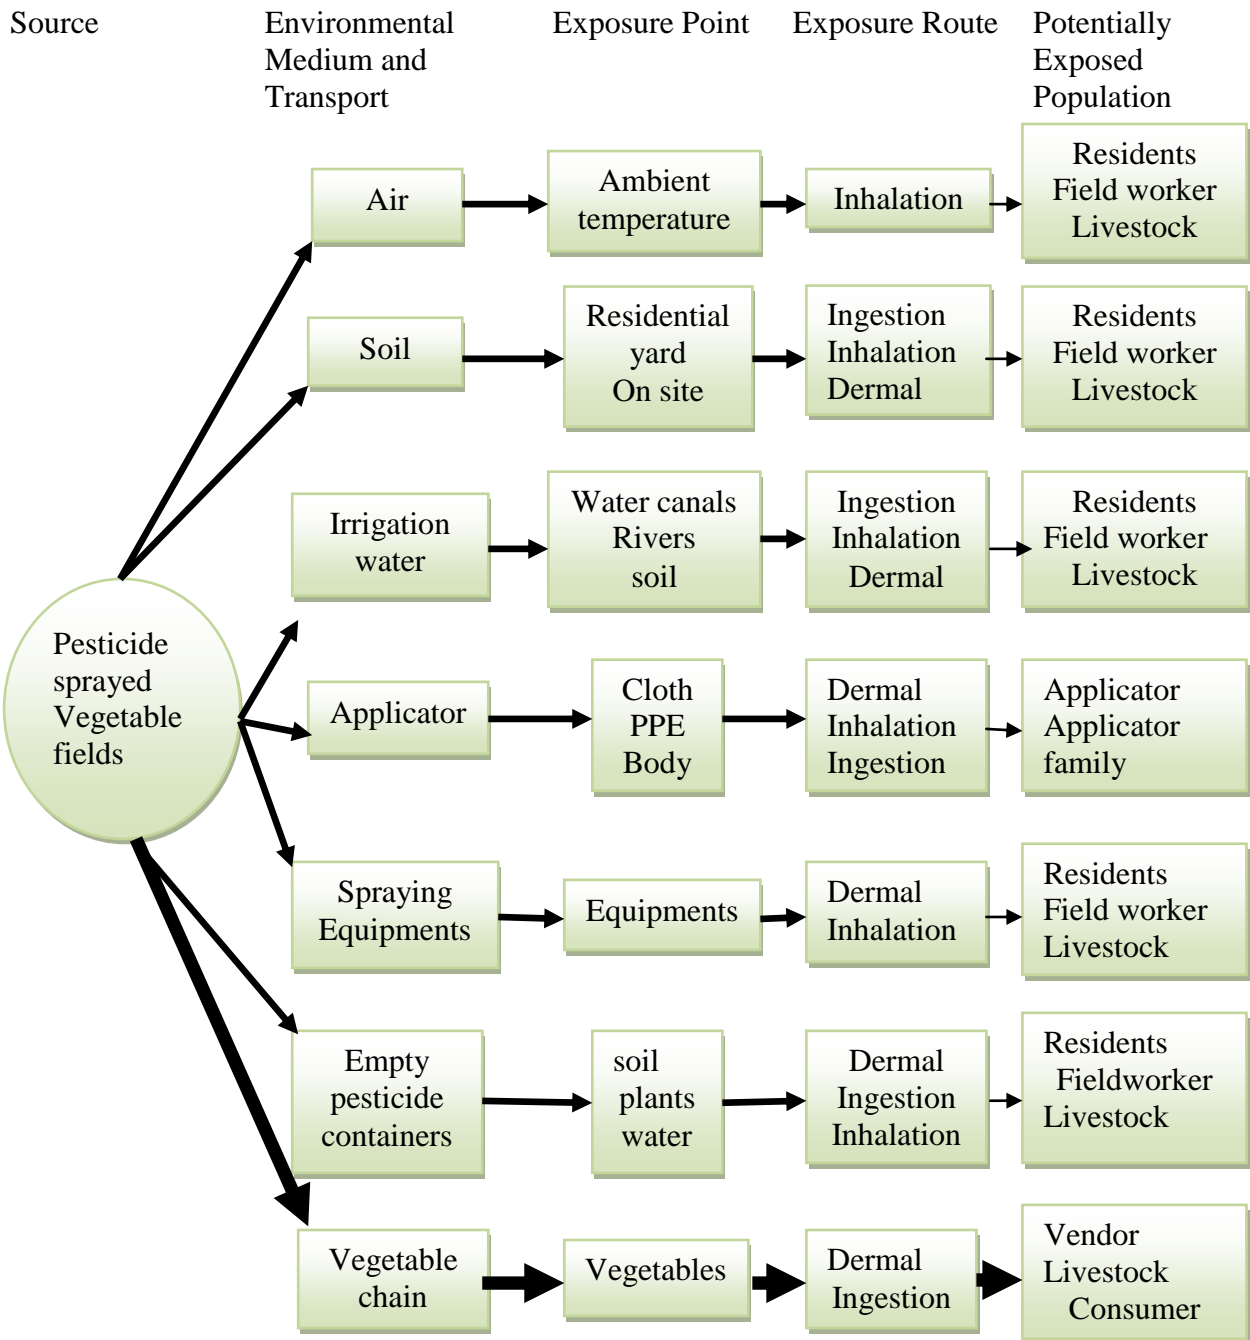 Source
Environmental
Medium and
Transport
Exposure Point
Exposure Route
Potentially
Exposed
Population
Pesticide
sprayed
Vegetable
fields
Air
Ambient
temperature
Inhalation
Residents
Field worker
Livestock
Soil
Residential
yard
On site
Ingestion
Inhalation
Dermal
Residents
Field worker
Livestock
Irrigation
water
Water canals
Rivers
soil
Ingestion
Inhalation
Dermal
Residents
Field worker
Livestock
Applicator
Cloth
PPE
Body
Dermal
Inhalation
Ingestion
Applicator
Applicator
family
Spraying
Equipments
Equipments
Dermal
Inhalation
Residents
Field worker
Livestock
Empty
pesticide
containers
soil
plants
water
Dermal
Ingestion
Inhalation
Residents
Fieldworker
Livestock
Vegetable
chain
Vegetables
Dermal
Ingestion
Vendor
Livestock
Consumer